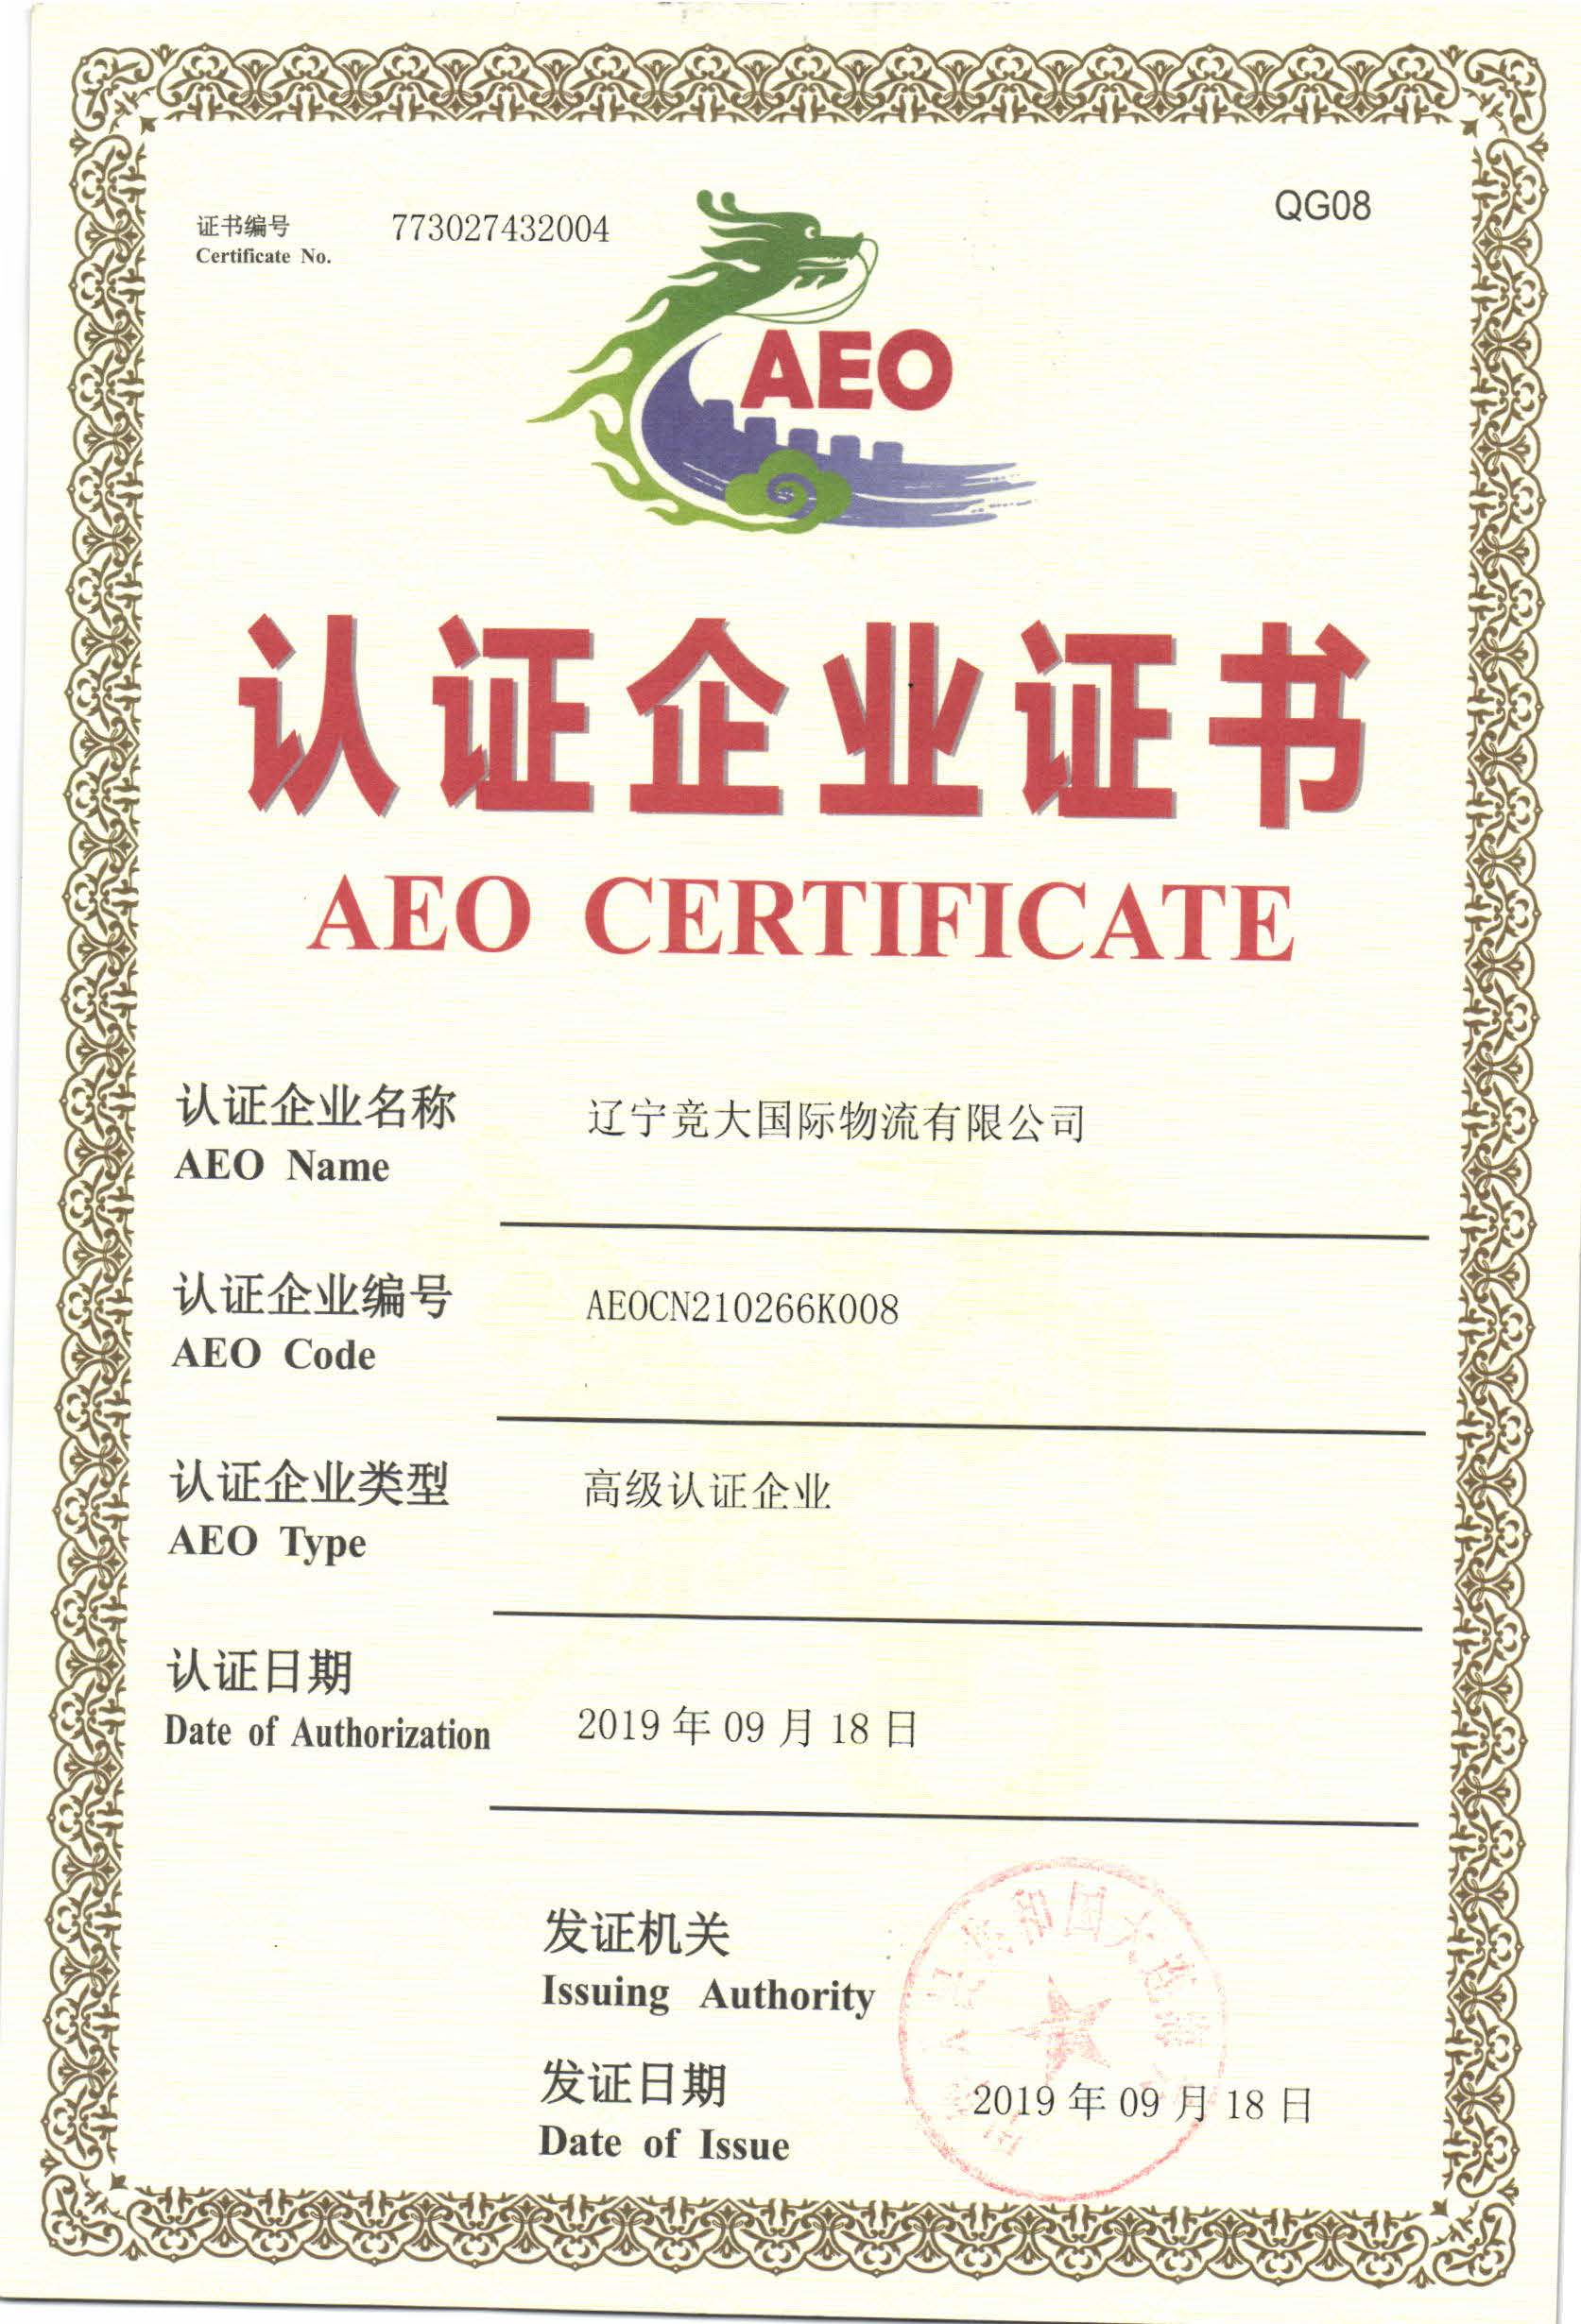 QG08
证书编号 773027432004
Certificate No.
AEO
认证企业证书
AEO CERTIFICATE
认证企业名称 辽宁竞大国际物流有限公司
AEO Name
认证企业编号 AEOCN210266K008
AEO Code
认证企业类型 高级认证企业
AEO Type
认证日期
Date of Authorization 2019年09月18日
发证机关
Issuing Authority
发证日期 2019年09月18日
Date of Issue